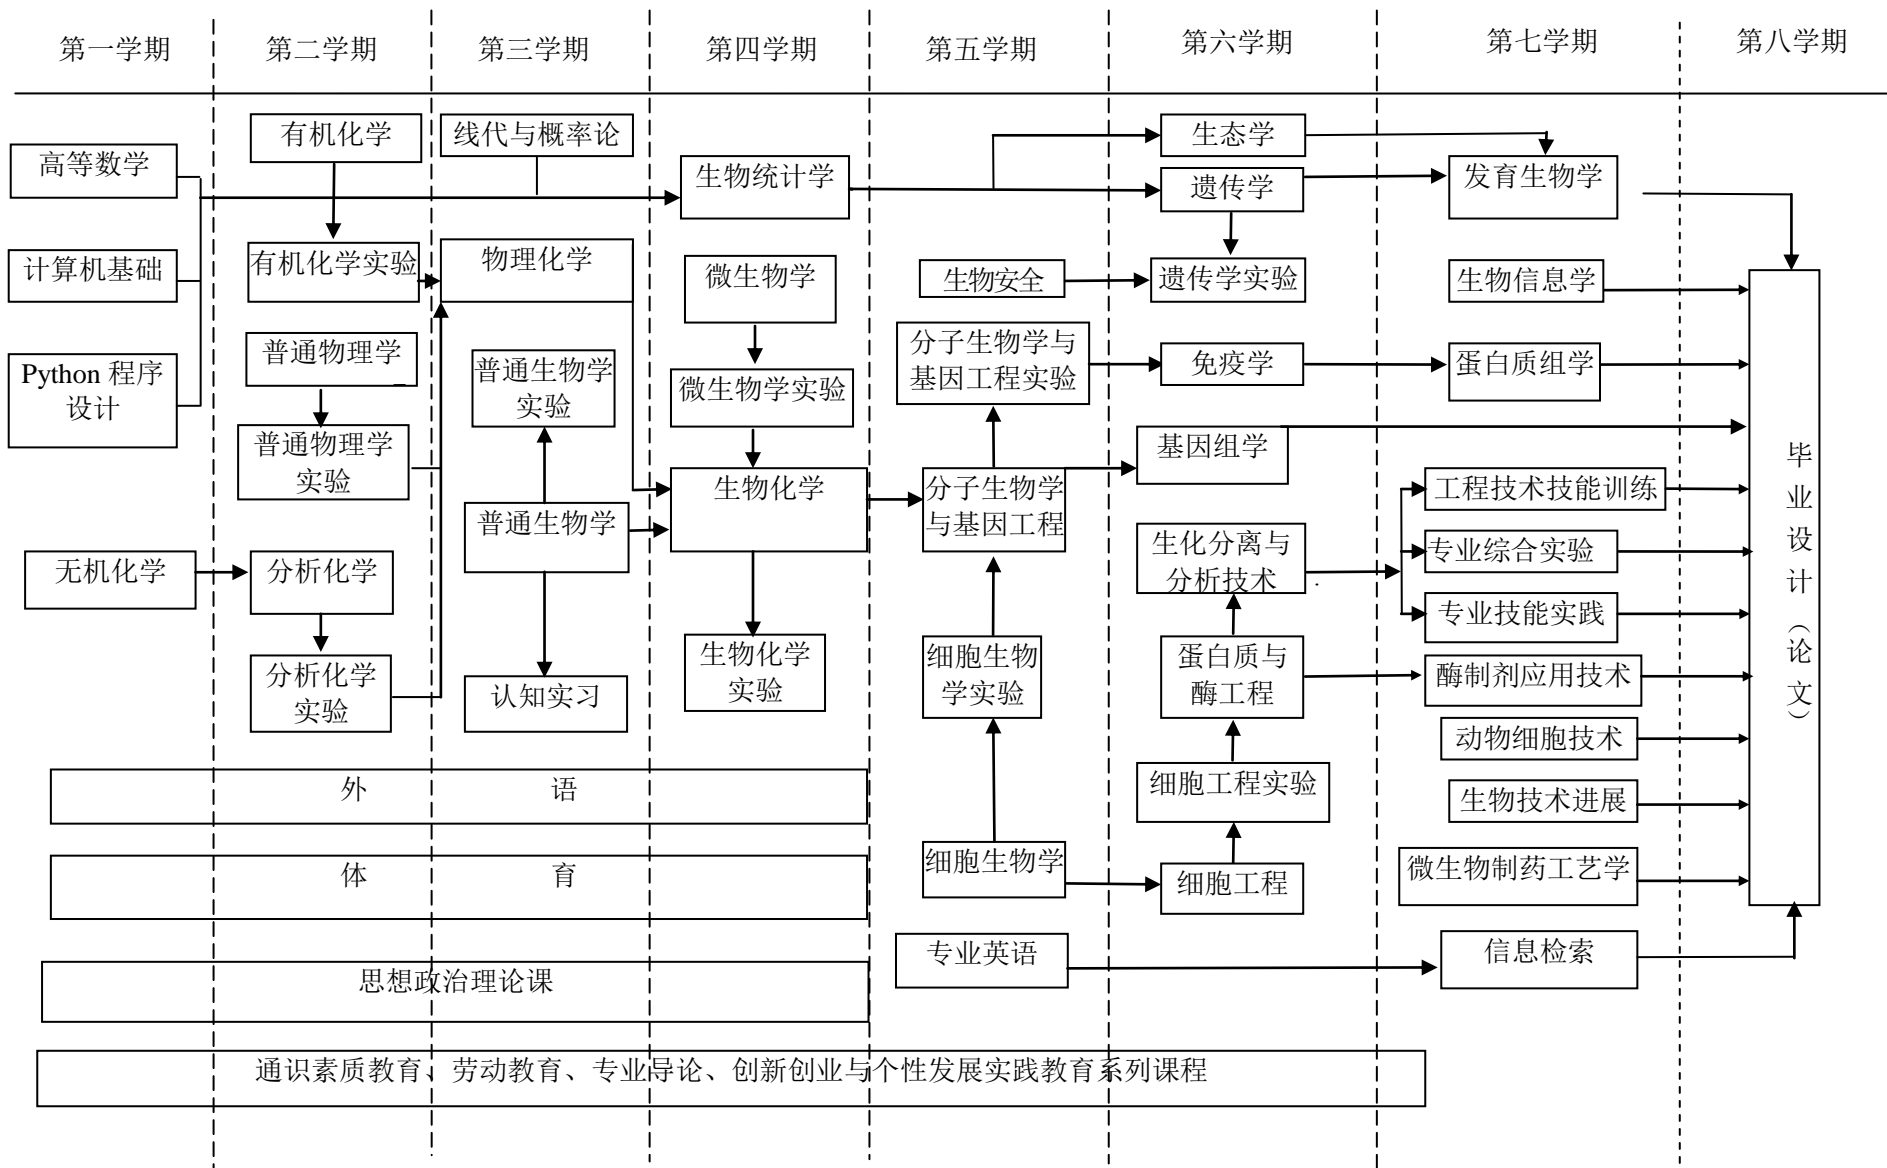 第一学期
第二学期
第三学期
第四学期
第五学期
第六学期
第七学期
第八学期
高等数学
计算机基础
Python 程序
设计
无机化学
有机化学
有机化学实验
普通物理学
普通物理学
实验
分析化学
分析化学
实验
线代与概率论
物理化学
普通生物学
实验
普通生物学
认知实习
生物统计学
微生物学
微生物学实验
生物化学
生物化学
实验
生物安全
分子生物学与
基因工程实验
分子生物学
与基因工程
细胞生物
学实验
细胞生物学
专业英语
生态学
遗传学
遗传学实验
免疫学
基因组学
生化分离与
分析技术
蛋白质与
酶工程
细胞工程实验
细胞工程
发育生物学
生物信息学
蛋白质组学
工程技术技能训练
专业综合实验
专业技能实践
酶制剂应用技术
动物细胞技术
生物技术进展
微生物制药工艺学
信息检索
毕业设计（论文）
外 语
体 育
思想政治理论课
通识素质教育、劳动教育、专业导论、创新创业与个性发展实践教育系列课程